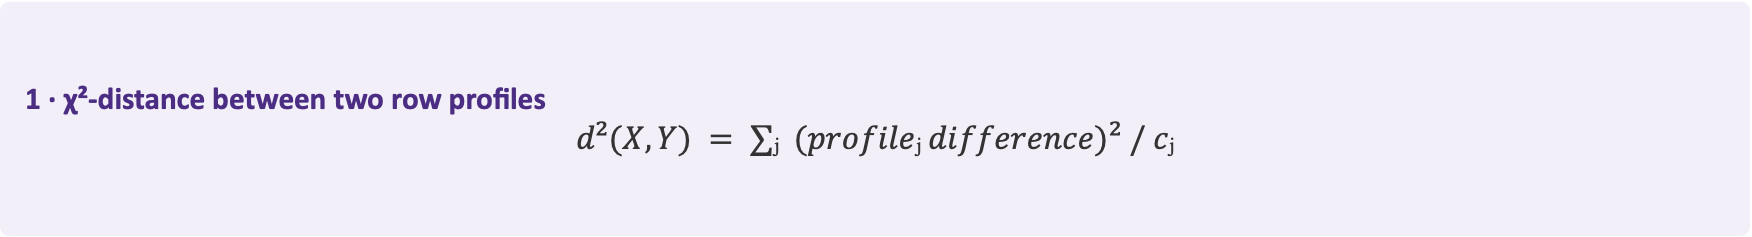 1 · χ²-distance between two row profiles
d²(X,Y) = ∑ⱼ (profileⱼ difference)² / cⱼ